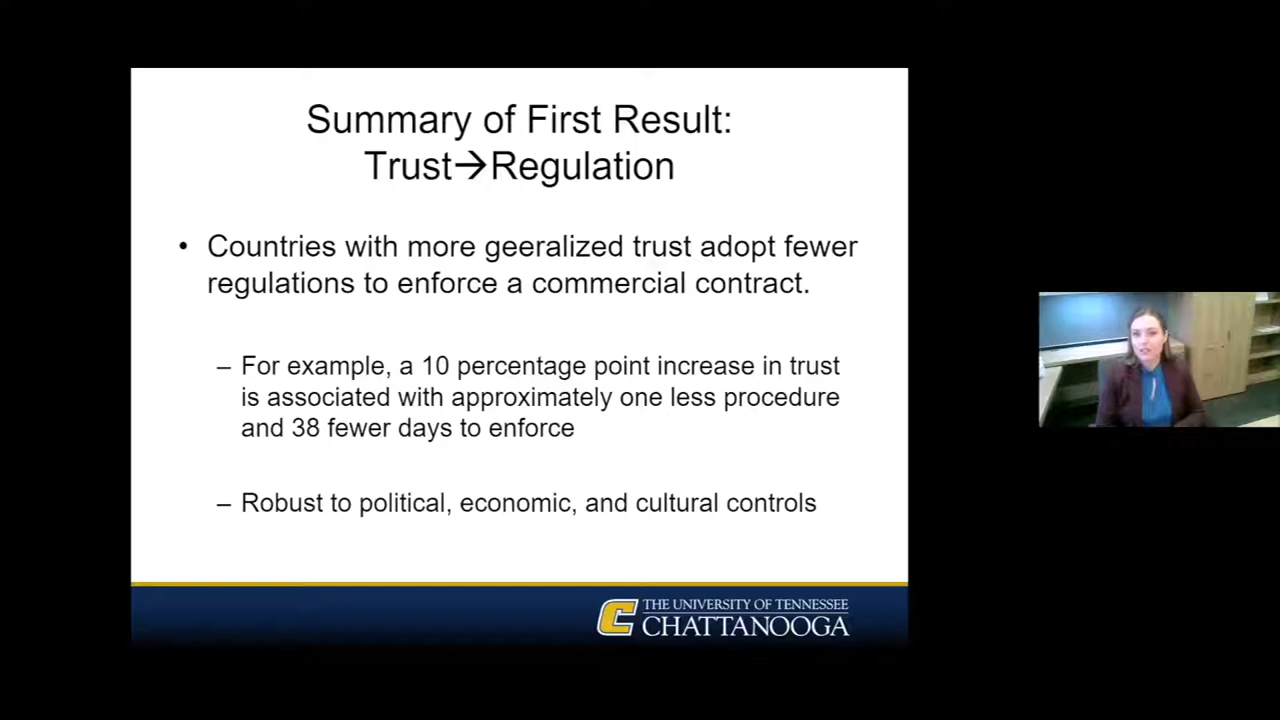 Summary of First Result:
Trust→Regulation
• Countries with more geeralized trust adopt fewer
regulations to enforce a commercial contract.
– For example, a 10 percentage point increase in trust
is associated with approximately one less procedure
and 38 fewer days to enforce
– Robust to political, economic, and cultural controls
C THE UNIVERSITY OF TENNESSEE
CHATTANOOGA